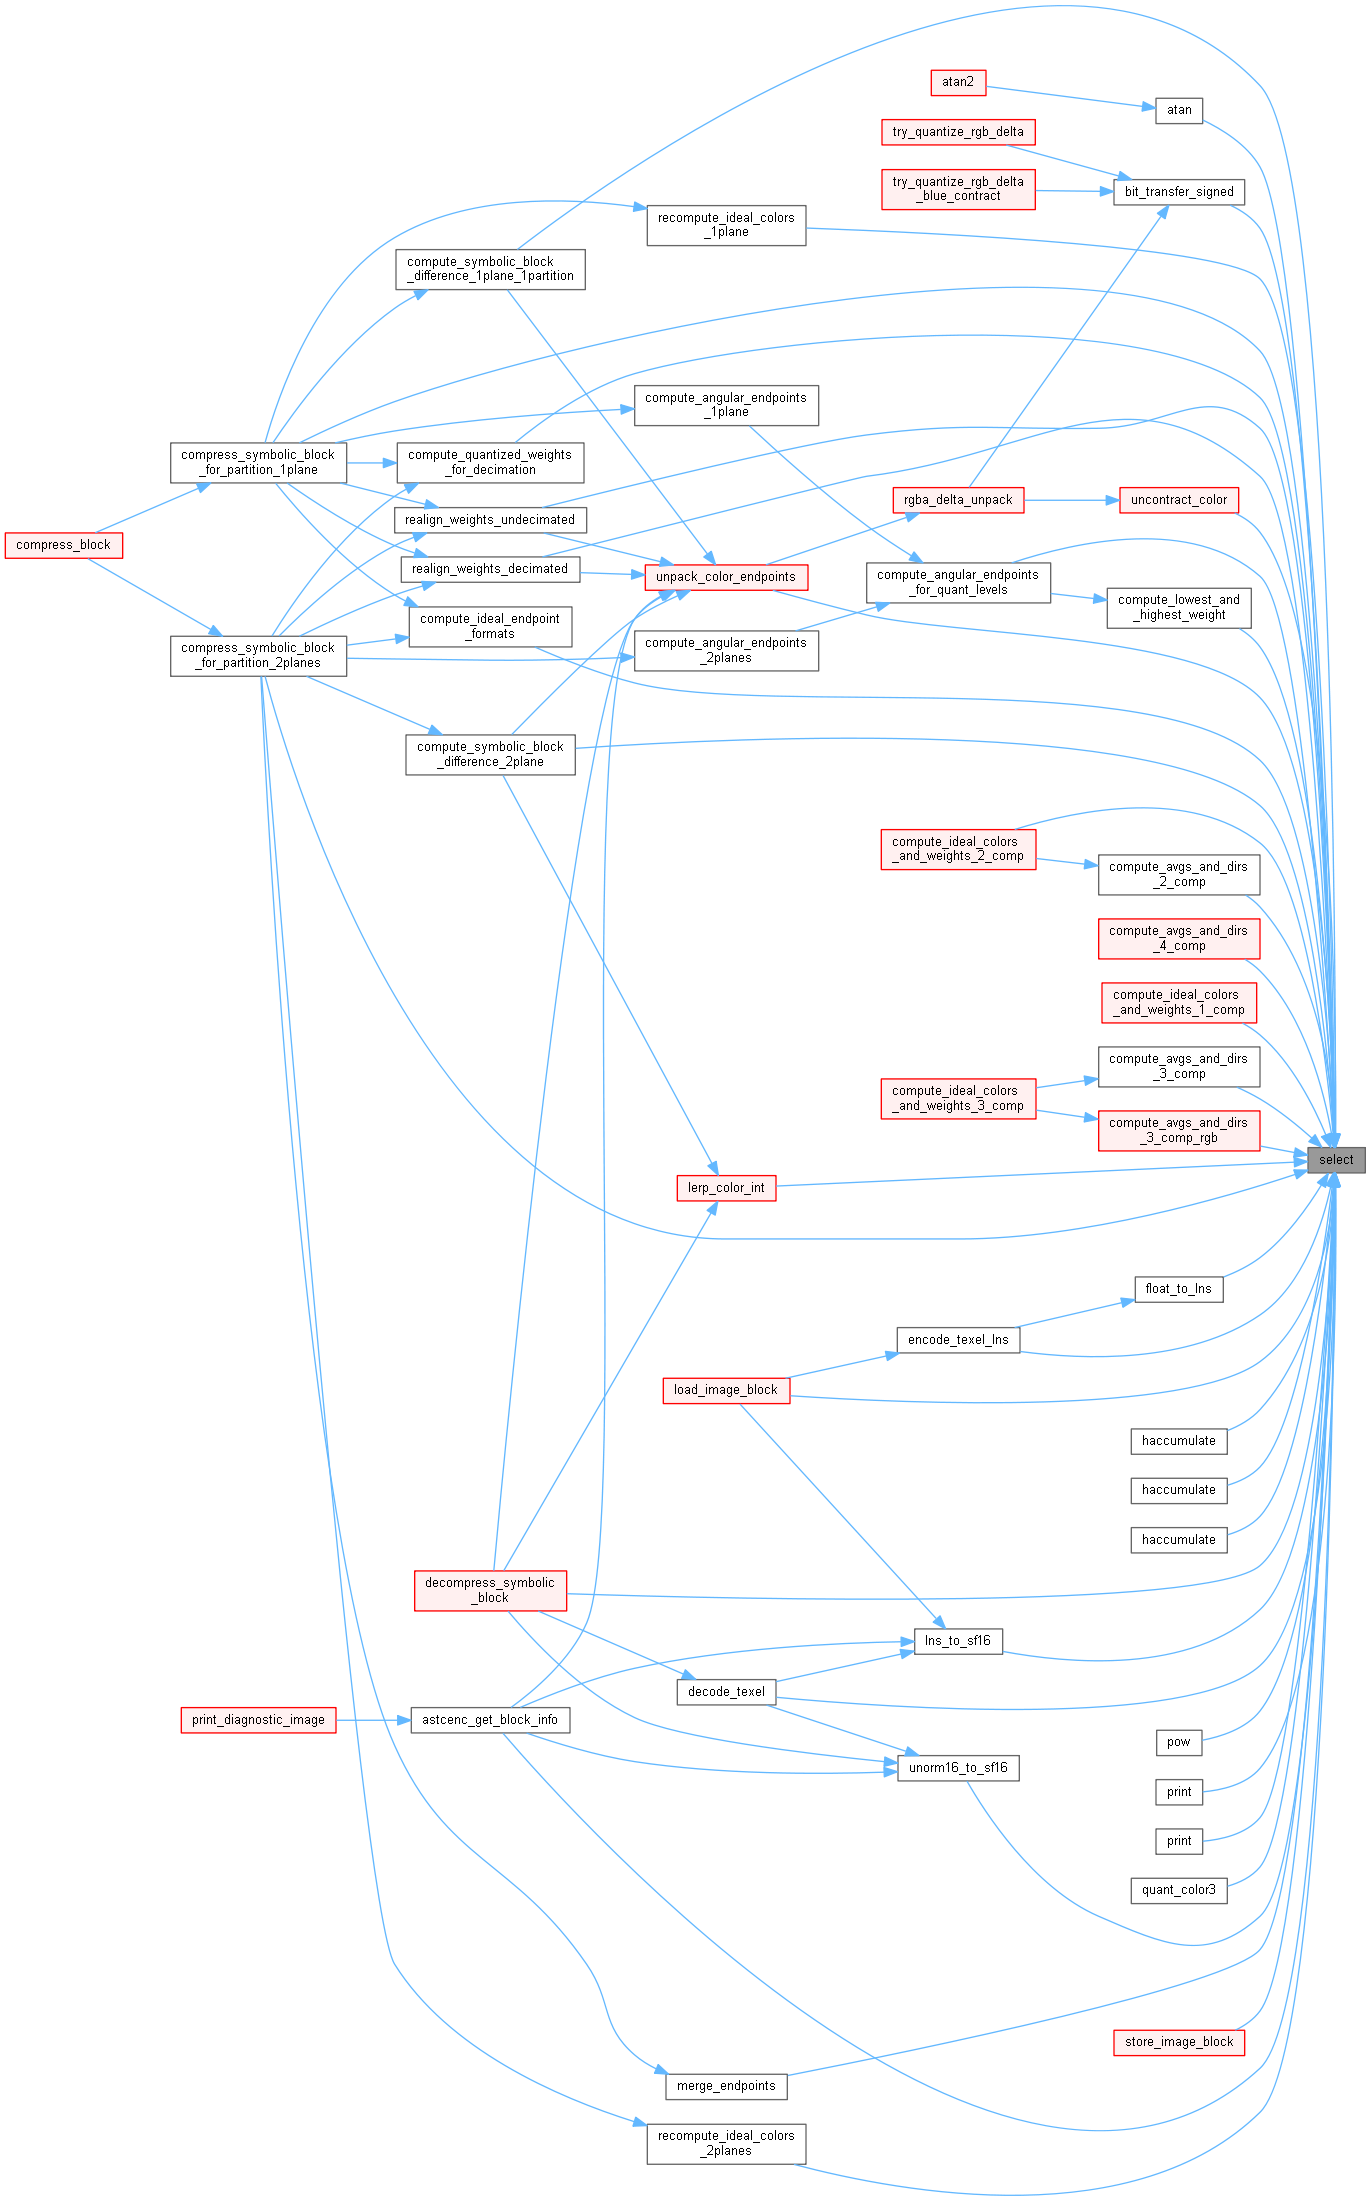 atan2
atan
try_quantize_rgb_delta
try_quantize_rgb_delta
_blue_contract
bit_transfer_signed
recompute_ideal_colors
_1plane
compute_symbolic_block
_difference_1plane_1partition
compute_angular_endpoints
_1plane
compress_symbolic_block
_for_partition_1plane
compute_quantized_weights
_for_decimation
rgba_delta_unpack
uncontract_color
realign_weights_undecimated
compress_block
realign_weights_decimated
unpack_color_endpoints
compute_angular_endpoints
_for_quant_levels
compute_lowest_and
_highest_weight
compute_ideal_endpoint
_formats
compress_symbolic_block
_for_partition_2planes
compute_angular_endpoints
_2planes
compute_symbolic_block
_difference_2plane
compute_ideal_colors
_and_weights_2_comp
compute_avgs_and_dirs
_2_comp
compute_avgs_and_dirs
_4_comp
compute_ideal_colors
_and_weights_1_comp
compute_avgs_and_dirs
_3_comp
compute_ideal_colors
_and_weights_3_comp
compute_avgs_and_dirs
_3_comp_rgb
select
lerp_color_int
float_to_lns
encode_texel_lns
load_image_block
haccumulate
haccumulate
haccumulate
decompress_symbolic
_block
lns_to_sf16
decode_texel
print_diagnostic_image
astcenc_get_block_info
pow
unorm16_to_sf16
print
print
quant_color3
store_image_block
merge_endpoints
recompute_ideal_colors
_2planes